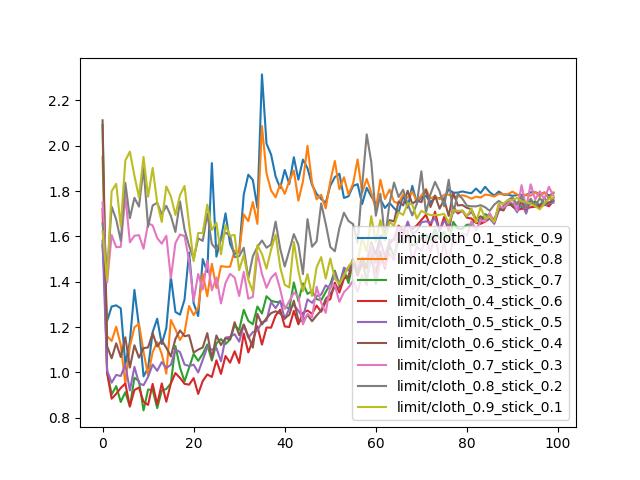 2.2
2.0
1.8
1.6
1.4
1.2
1.0
0.8
0
20
40
60
80
100
limit/cloth_0.1_stick_0.9
limit/cloth_0.2_stick_0.8
limit/cloth_0.3_stick_0.7
limit/cloth_0.4_stick_0.6
limit/cloth_0.5_stick_0.5
limit/cloth_0.6_stick_0.4
limit/cloth_0.7_stick_0.3
limit/cloth_0.8_stick_0.2
limit/cloth_0.9_stick_0.1